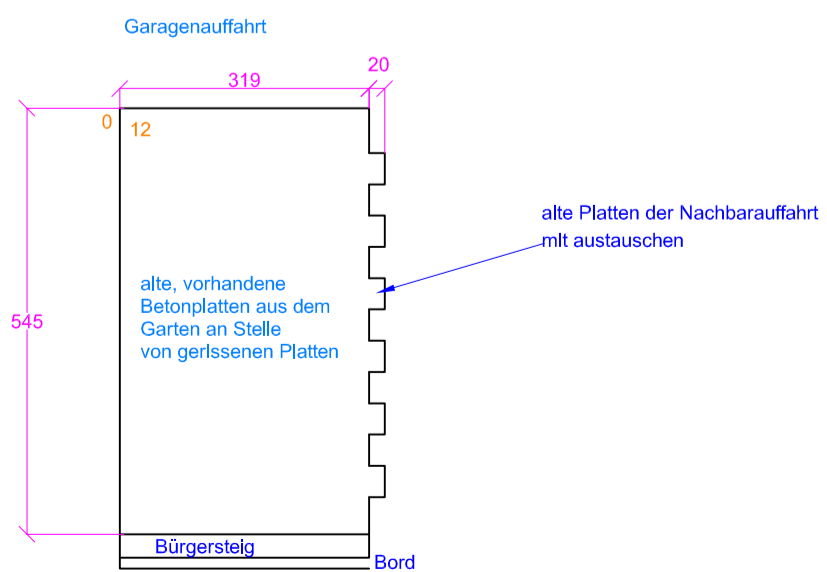 Garagenauffahrt
20
319
0
12
alte Platten der Nachbarauffahrt
mIt austauschen
alte, vorhandene
Betonplatten aus dem
Garten an Stelle
von gerIssenen Platten
545
Bürgersteig
Bord